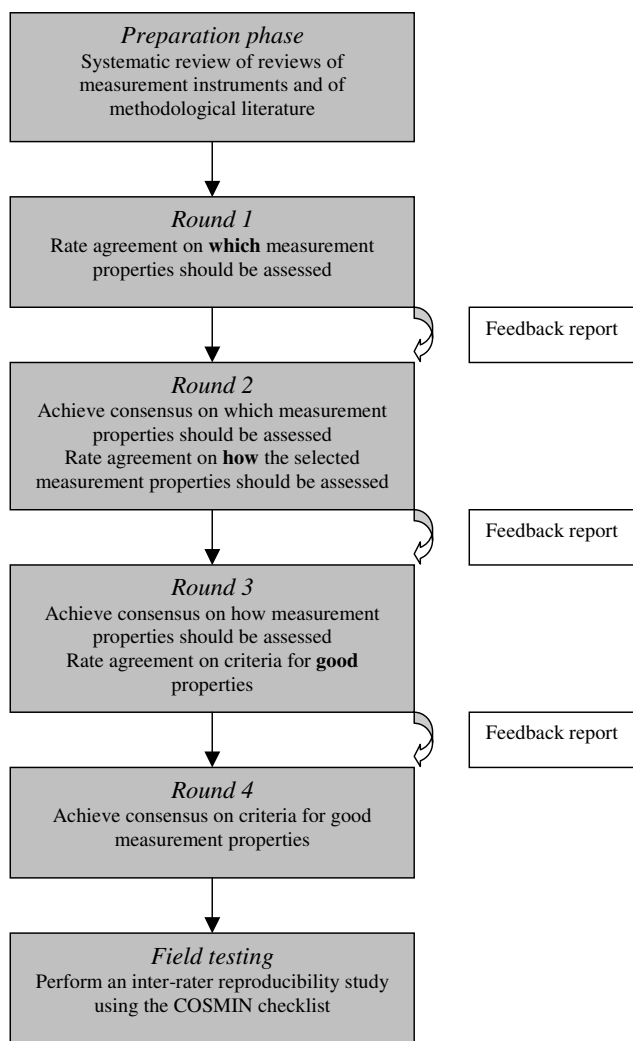 Preparation phase
Systematic review of reviews of
measurement instruments and of
methodological literature
Round 1
Rate agreement on which measurement
properties should be assessed
Feedback report
Round 2
Achieve consensus on which measurement
properties should be assessed
Rate agreement on how the selected
measurement properties should be assessed
Feedback report
Round 3
Achieve consensus on how measurement
properties should be assessed
Rate agreement on criteria for good
properties
Feedback report
Round 4
Achieve consensus on criteria for good
measurement properties
Field testing
Perform an inter-rater reproducibility study
using the COSMIN checklist